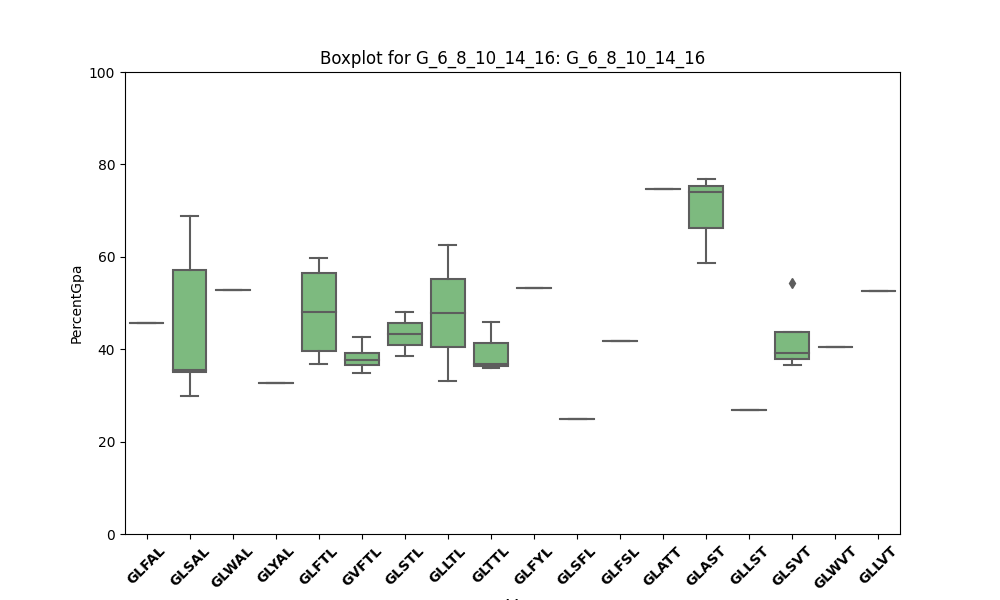 Boxplot for G_6_8_10_14_16: G_6_8_10_14_16
100
80
60
40
20
0
PercentGpa
GLFAL
GLSAL
GLWAL
GLYAL
GLFTL
GVFTL
GLSTL
GLLTL
GLTTL
GLFYL
GLSFL
GLFSL
GLATT
GLAST
GLLST
GLSVT
GLWVT
GLLVT